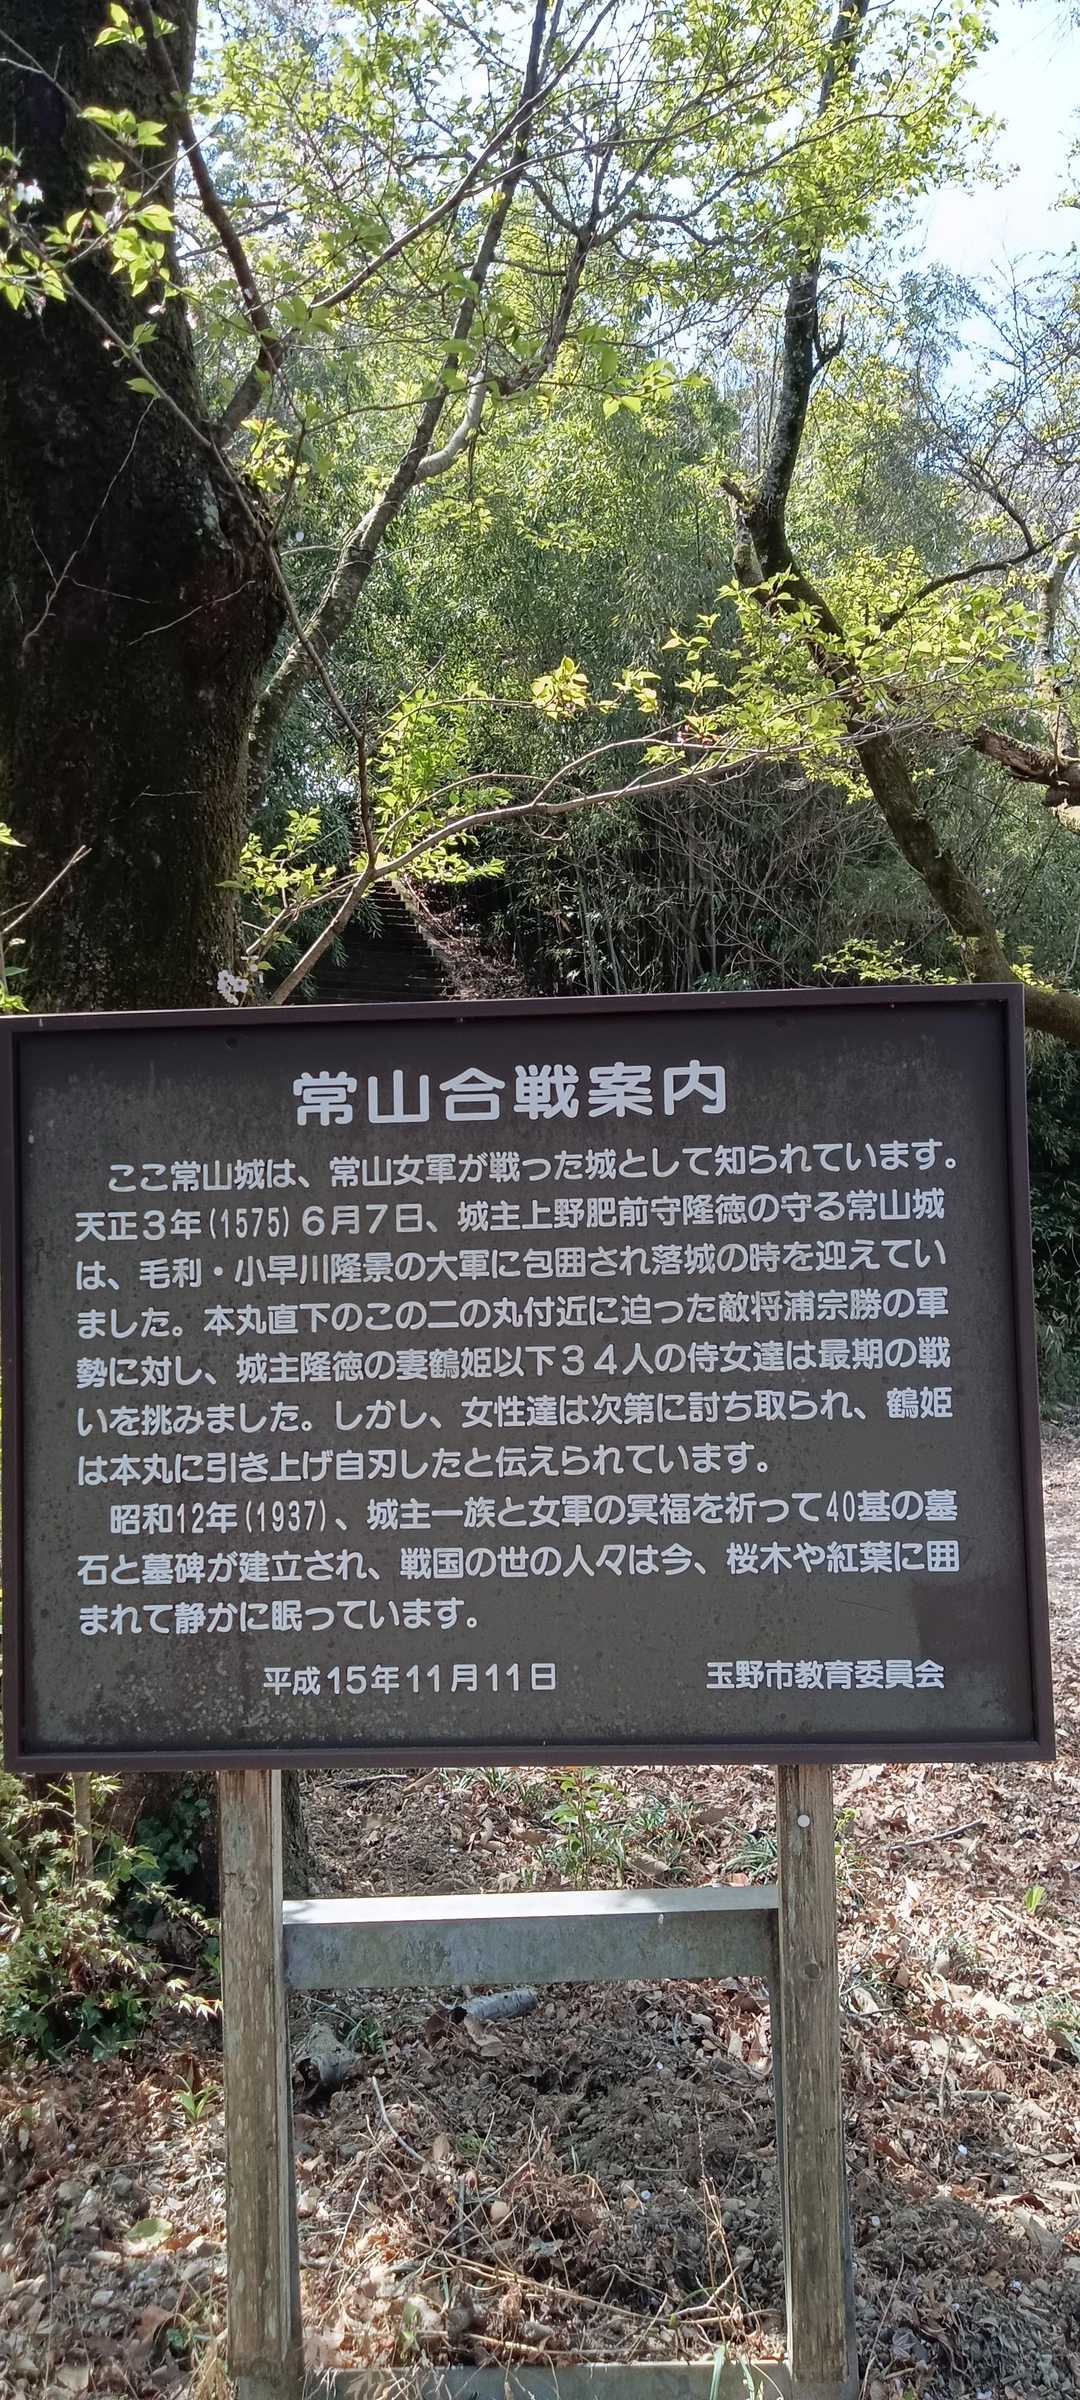 常山合戦案内
ここ常山城は、常山女軍が戦った城として知られています。
天正3年(1575)6月7日、城主上野肥前守隆徳の守る常山城
は、毛利・小早川隆景の大軍に包囲され落城の時を迎えてい
ました。本丸直下のこの二の丸付近に迫った敵将浦宗勝の軍
勢に対し、城主隆徳の妻鶴姫以下34人の侍女達は最期の戦
いを挑みました。しかし、女性達は次第に討ち取られ、鶴姫
は本丸に引き上げ自刃したと伝えられています。
昭和12年(1937)、城主一族と女軍の冥福を祈って40基の墓
石と墓碑が建立され、戦国の世の人々は今、桜木や紅葉に囲
まれて静かに眠っています。
平成15年11月11日 玉野市教育委員会